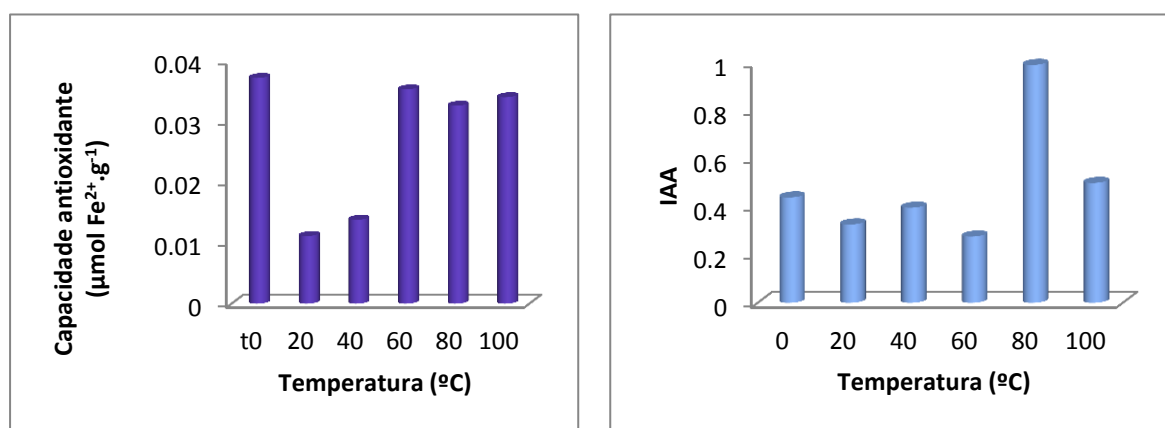 Capacidade antioxidante
(µmol Fe²⁺.g⁻¹)
0.04
0.03
0.02
0.01
0
t0 20 40 60 80 100
Temperatura (ºC)
IAA
1
0.8
0.6
0.4
0.2
0
0 20 40 60 80 100
Temperatura (ºC)